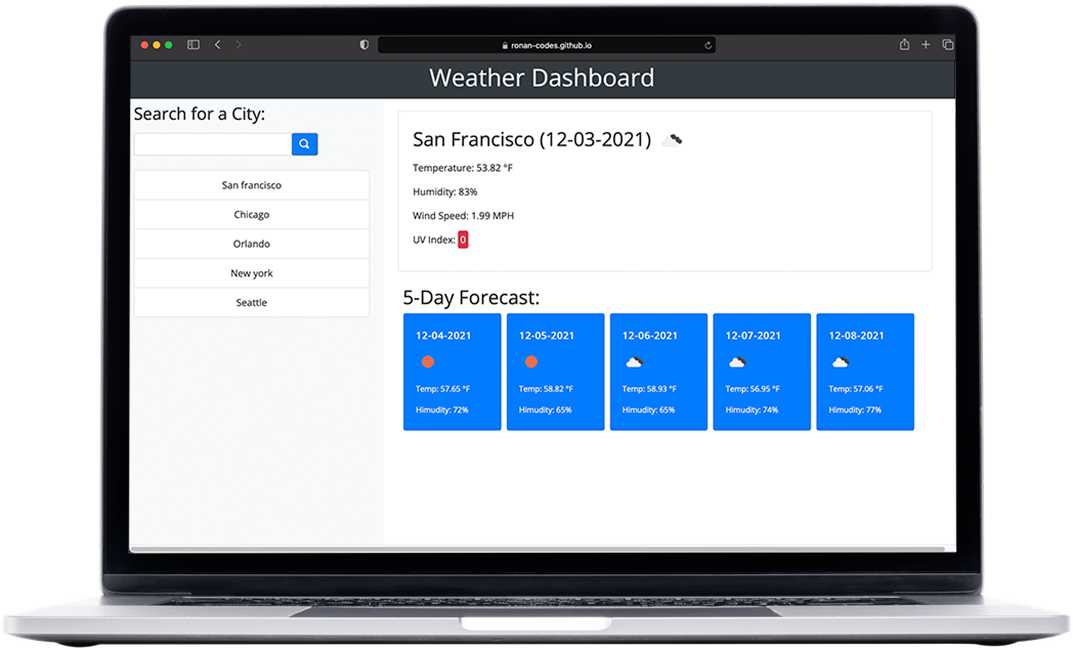 ronan-codes.github.io
Weather Dashboard
Search for a City:
San francisco
Chicago
Orlando
New york
Seattle
San Francisco (12-03-2021)
Temperature: 53.82 °F
Humidity: 83%
Wind Speed: 1.99 MPH
UV Index: 0
5-Day Forecast:
12-04-2021
Temp: 57.65 °F
Himudity: 72%
12-05-2021
Temp: 58.82 °F
Himudity: 65%
12-06-2021
Temp: 58.93 °F
Himudity: 65%
12-07-2021
Temp: 56.95 °F
Himudity: 74%
12-08-2021
Temp: 57.06 °F
Himudity: 77%